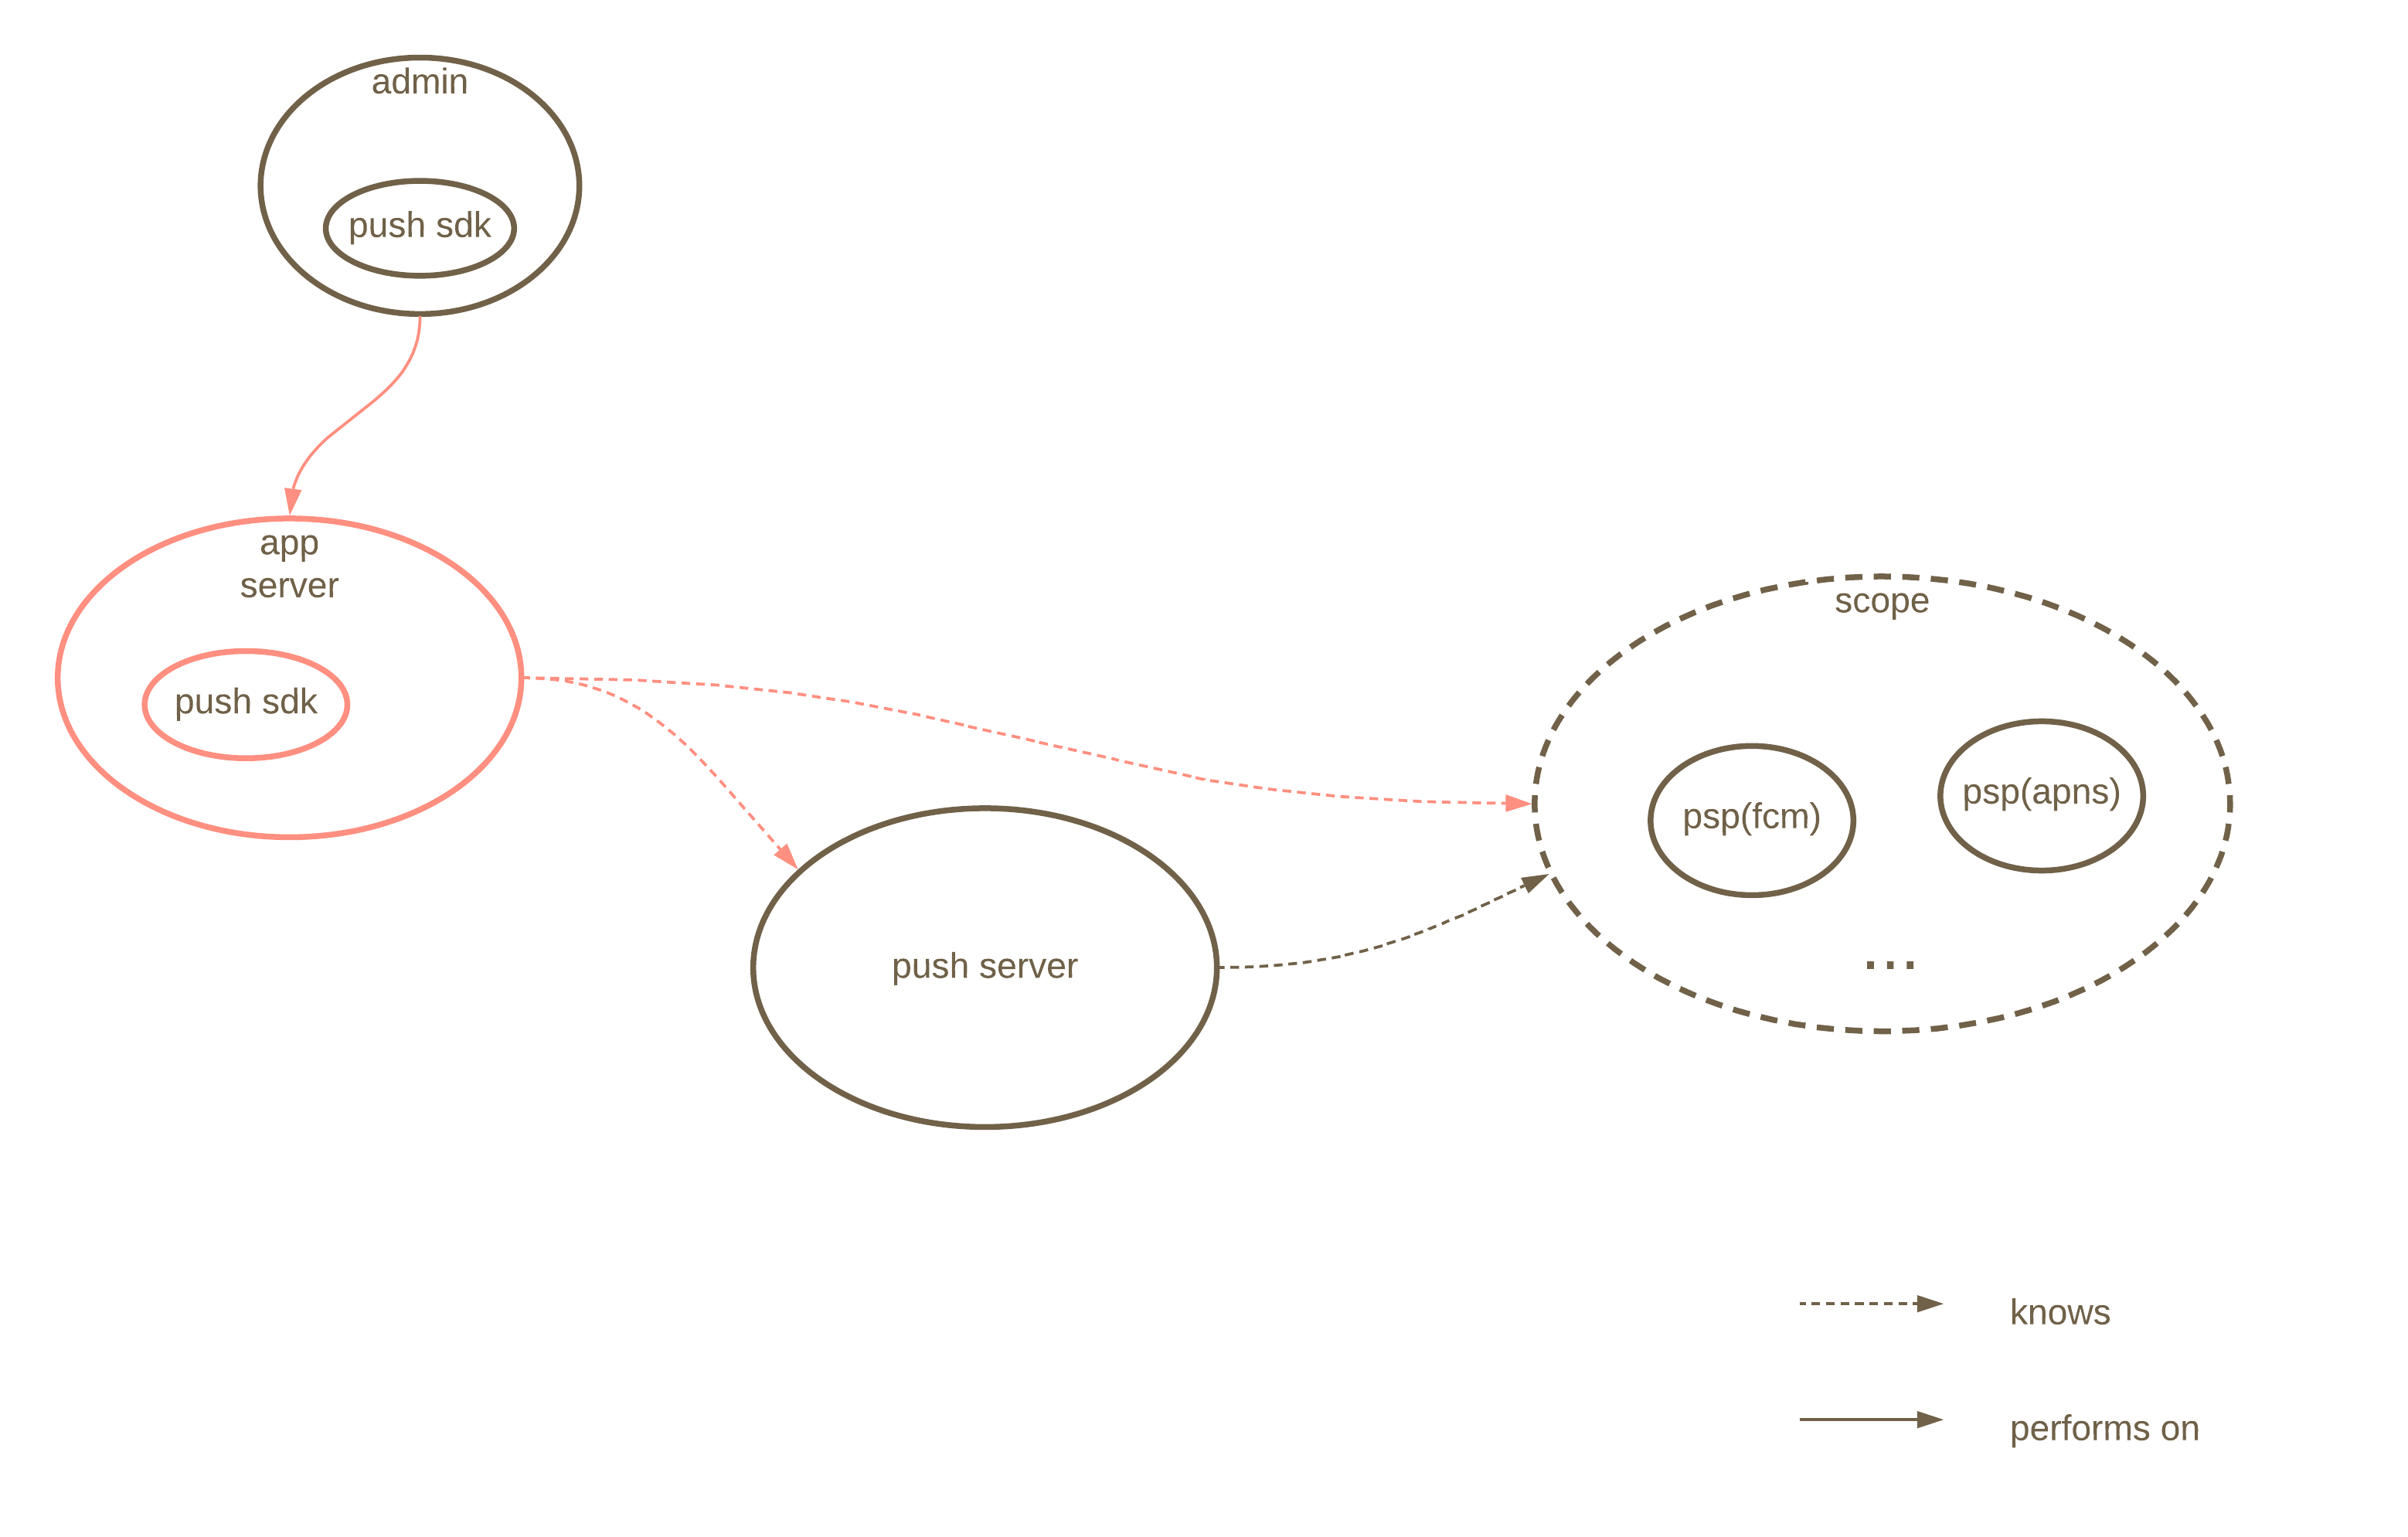 admin
push sdk
app
server
push sdk
scope
psp(fcm)
psp(apns)
...
push server
knows
performs on